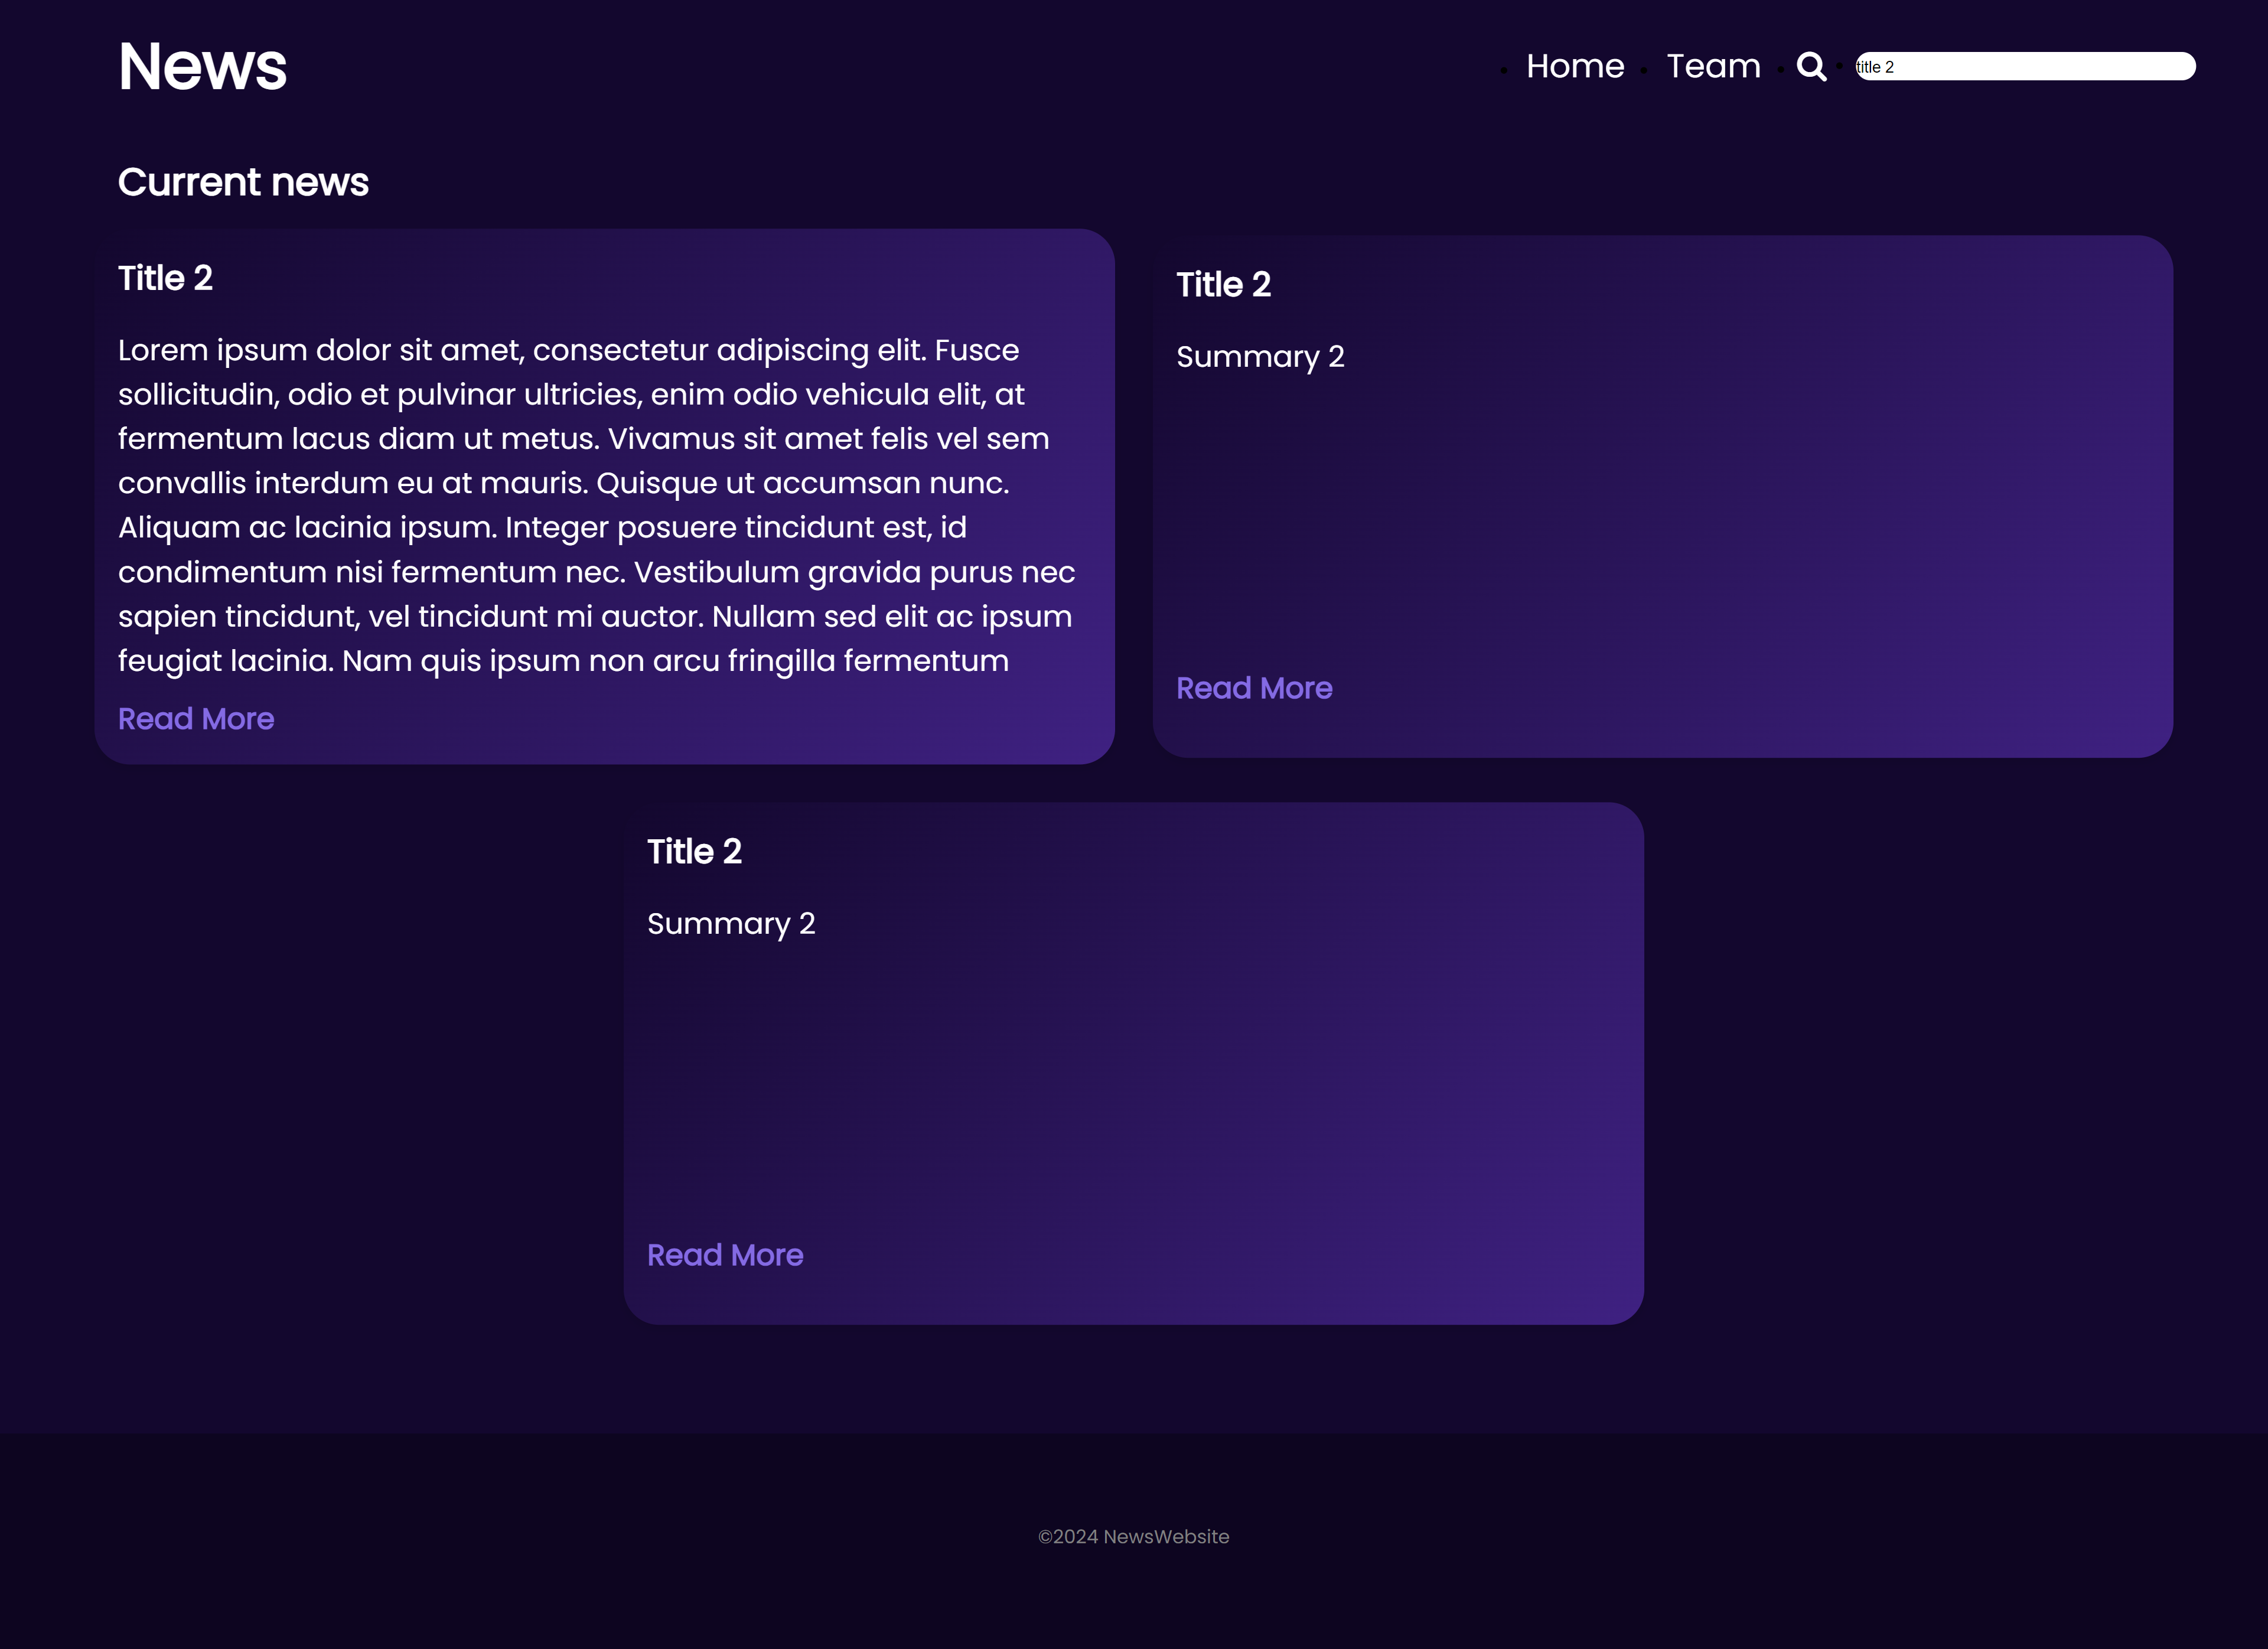 News
Home
Team
title 2
Current news
Title 2
Lorem ipsum dolor sit amet, consectetur adipiscing elit. Fusce
sollicitudin, odio et pulvinar ultricies, enim odio vehicula elit, at
fermentum lacus diam ut metus. Vivamus sit amet felis vel sem
convallis interdum eu at mauris. Quisque ut accumsan nunc.
Aliquam ac lacinia ipsum. Integer posuere tincidunt est, id
condimentum nisi fermentum nec. Vestibulum gravida purus nec
sapien tincidunt, vel tincidunt mi auctor. Nullam sed elit ac ipsum
feugiat lacinia. Nam quis ipsum non arcu fringilla fermentum
Read More
Title 2
Summary 2
Read More
Title 2
Summary 2
Read More
©2024 NewsWebsite